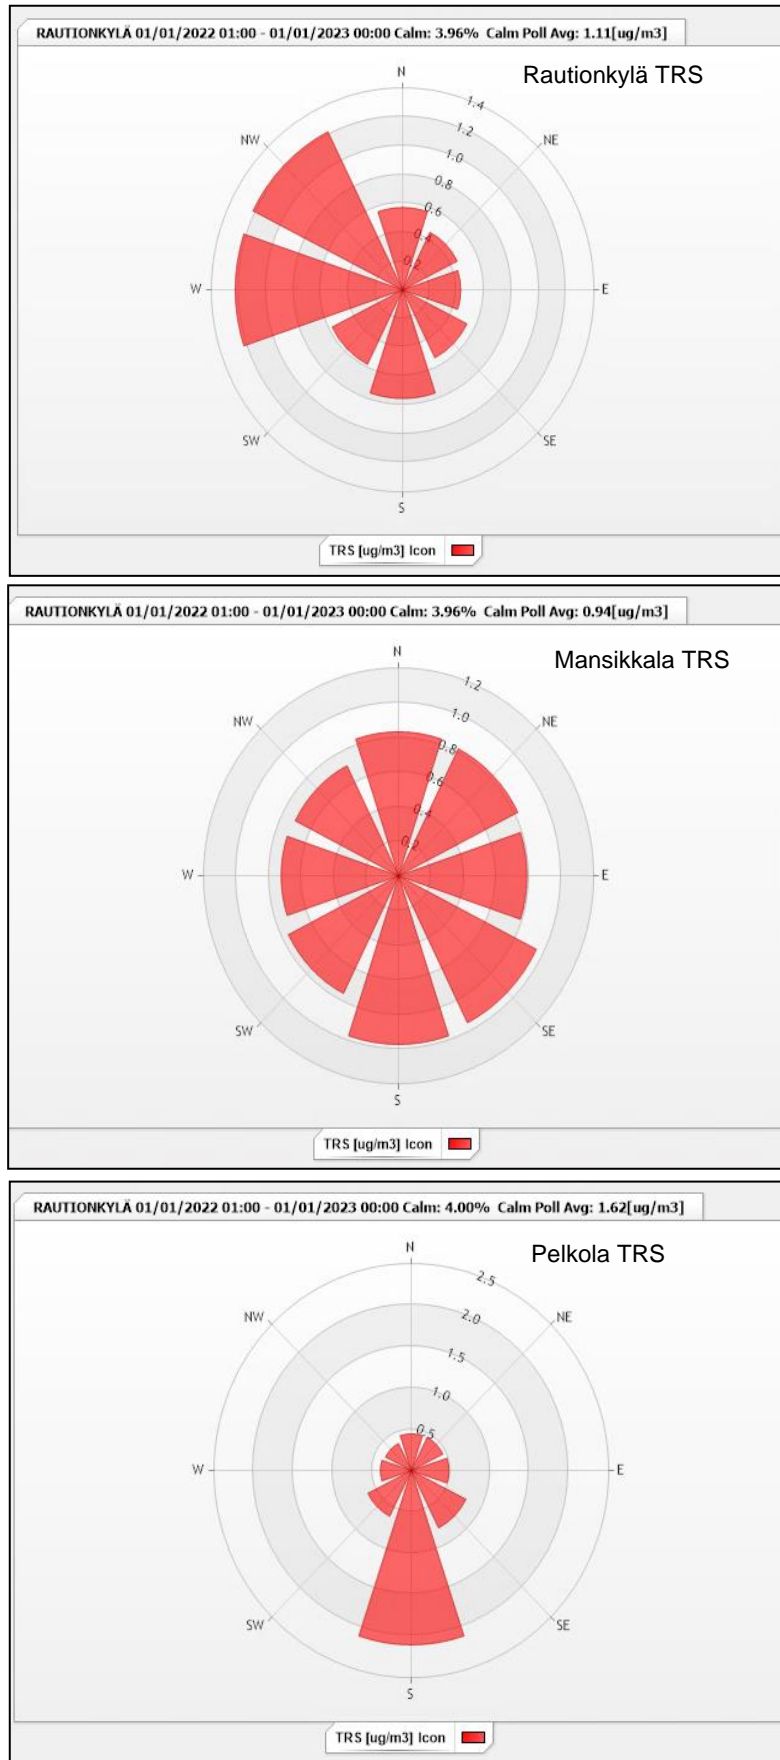 RAUTIONKYLÄ 01/01/2022 01:00 - 01/01/2023 00:00 Calm: 3.96% Calm Poll Avg: 1.11[ug/m3]
Rautionkylä TRS
N
NE
E
SE
S
SW
W
NW
1.4
1.2
1.0
0.8
0.6
0.4
0.2
TRS [ug/m3] Icon
RAUTIONKYLÄ 01/01/2022 01:00 - 01/01/2023 00:00 Calm: 3.96% Calm Poll Avg: 0.94[ug/m3]
Mansikkala TRS
N
NE
E
SE
S
SW
W
NW
1.2
1.0
0.8
0.6
0.4
0.2
TRS [ug/m3] Icon
RAUTIONKYLÄ 01/01/2022 01:00 - 01/01/2023 00:00 Calm: 4.00% Calm Poll Avg: 1.62[ug/m3]
Pelkola TRS
N
NE
E
SE
S
SW
W
NW
2.5
2.0
1.5
1.0
0.5
TRS [ug/m3] Icon